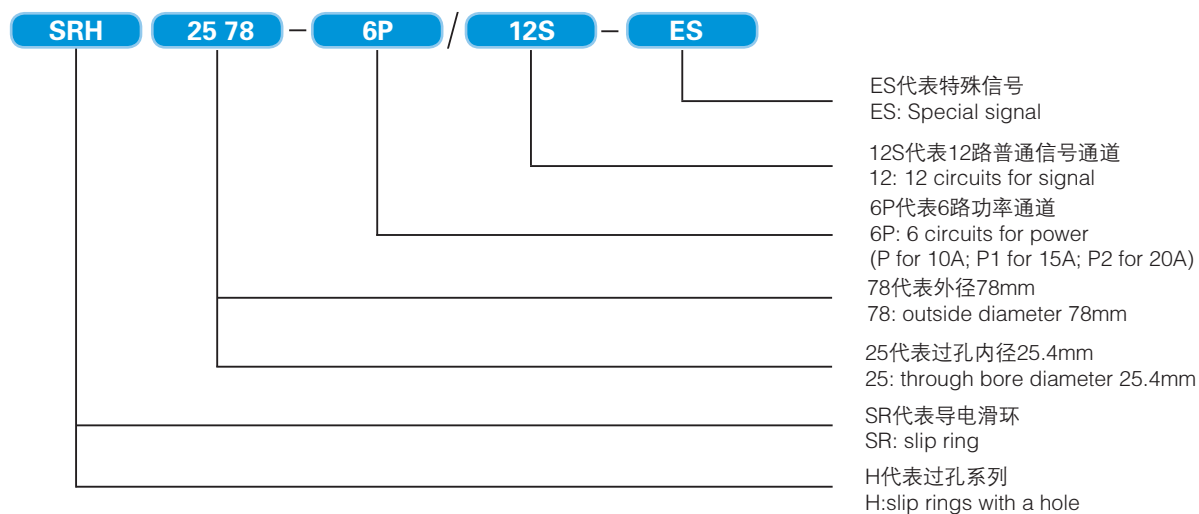 SRH 25 78 – 6P / 12S – ES
ES代表特殊信号
ES: Special signal
12S代表12路普通信号通道
12: 12 circuits for signal
6P代表6路功率通道
6P: 6 circuits for power
(P for 10A; P1 for 15A; P2 for 20A)
78代表外径78mm
78: outside diameter 78mm
25代表过孔内径25.4mm
25: through bore diameter 25.4mm
SR代表导电滑环
SR: slip ring
H代表过孔系列
H:slip rings with a hole